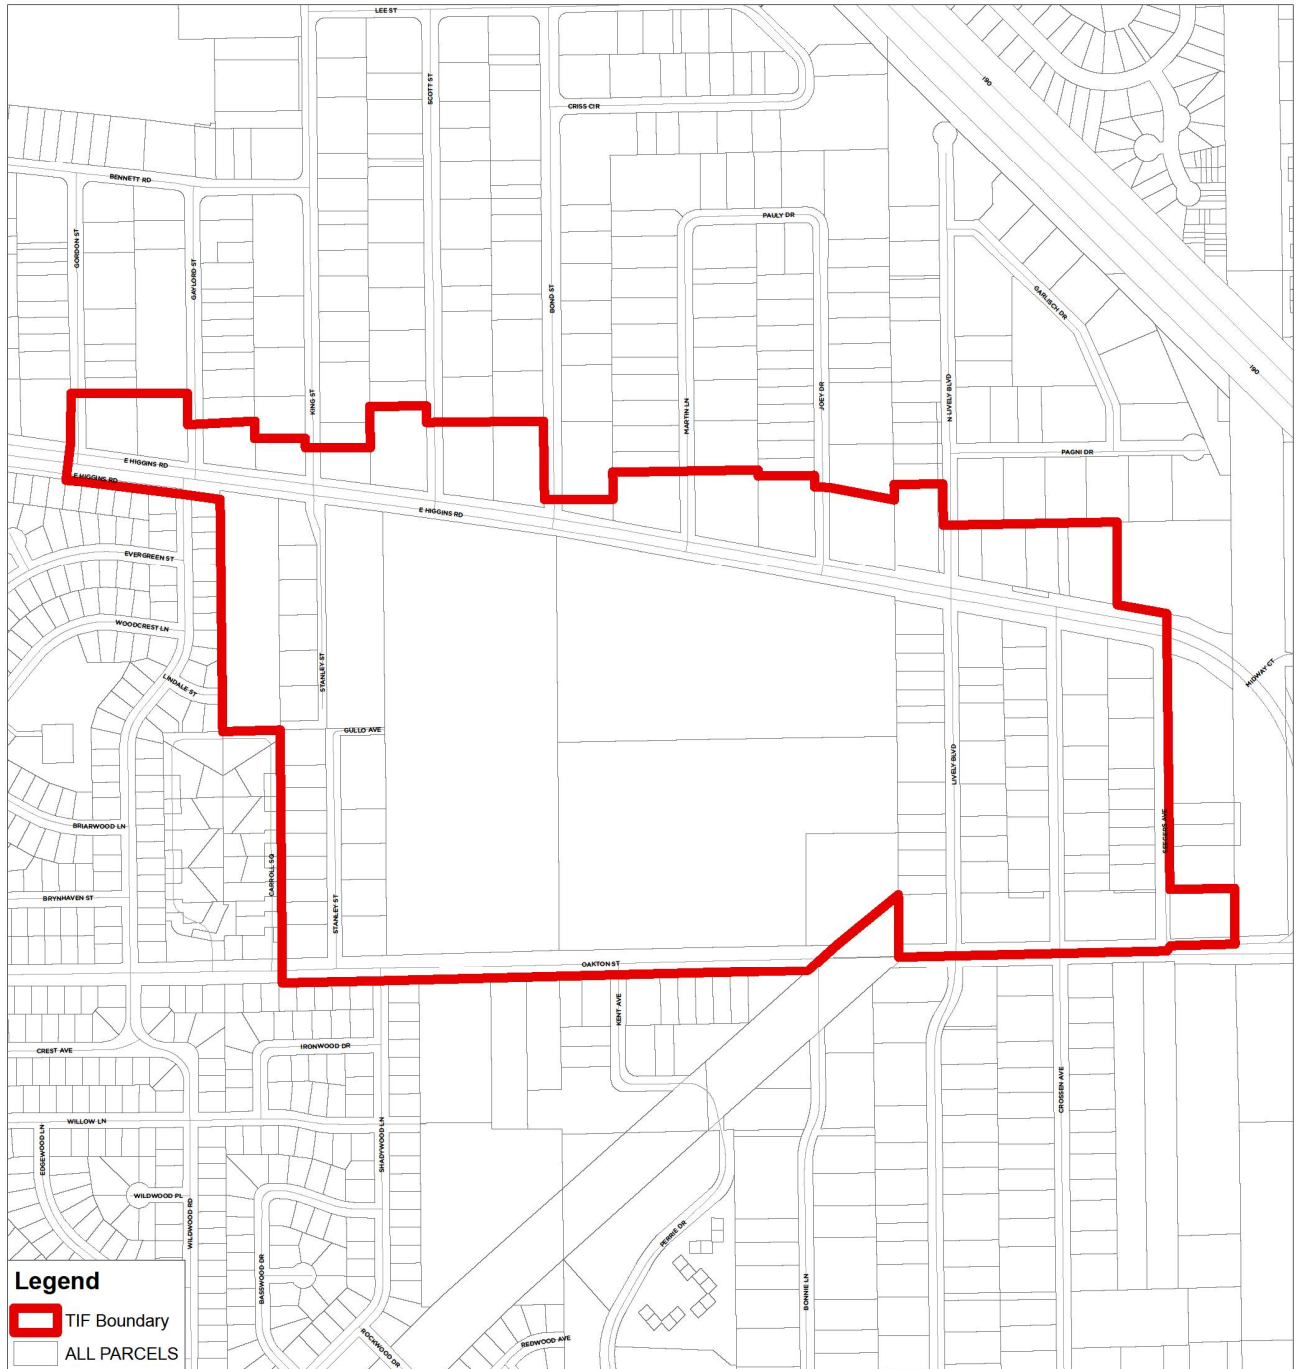 LEE ST
SCOTT ST
CRISS CIR
I90
BENNETT RD
PAULY DR
GORDON ST
GAYLORD ST
BOND ST
GARLISCH DR
I90
KING ST
MARTIN LN
JOEY DR
N LIVELY BLVD
PAGNI DR
E HIGGINS RD
E HIGGINS RD
E HIGGINS RD
EVERGREEN ST
WOODCREST LN
STANLEY ST
LINDALE ST
MIDWAY CT
GULLO AVE
LIVELY BLVD
BRIARWOOD LN
SEEGERS AVE
CARROLL SQ
BRYNHAVEN ST
STANLEY ST
OAKTON ST
KENT AVE
CREST AVE
IRONWOOD DR
CROSSEN AVE
WILLOW LN
EDGEWOOD LN
SHADYWOOD LN
WILDWOOD PL
WILDWOOD RD
PERRIE DR
BASSWOOD DR
BONNIE LN
ROCKWOOD DR
REDWOOD AVE
Legend
TIF Boundary
ALL PARCELS